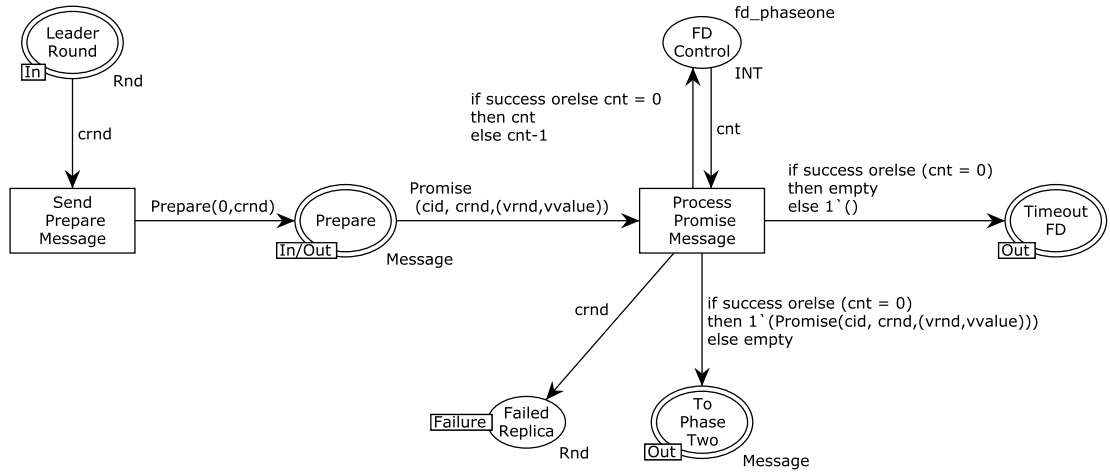 Leader
Round
In
Rnd
crnd
Send
Prepare
Message
Prepare(0,crnd)
Prepare
In/Out
Message
Promise
(cid, crnd,(vrnd,vvalue))
fd_phaseone
FD
Control
INT
if success orelse cnt = 0
then cnt
else cnt-1
cnt
Process
Promise
Message
if success orelse (cnt = 0)
then empty
else 1`()
Timeout
FD
Out
crnd
if success orelse (cnt = 0)
then 1`(Promise(cid, crnd,(vrnd,vvalue)))
else empty
Failed
Replica
Failure
Rnd
To
Phase
Two
Out
Message